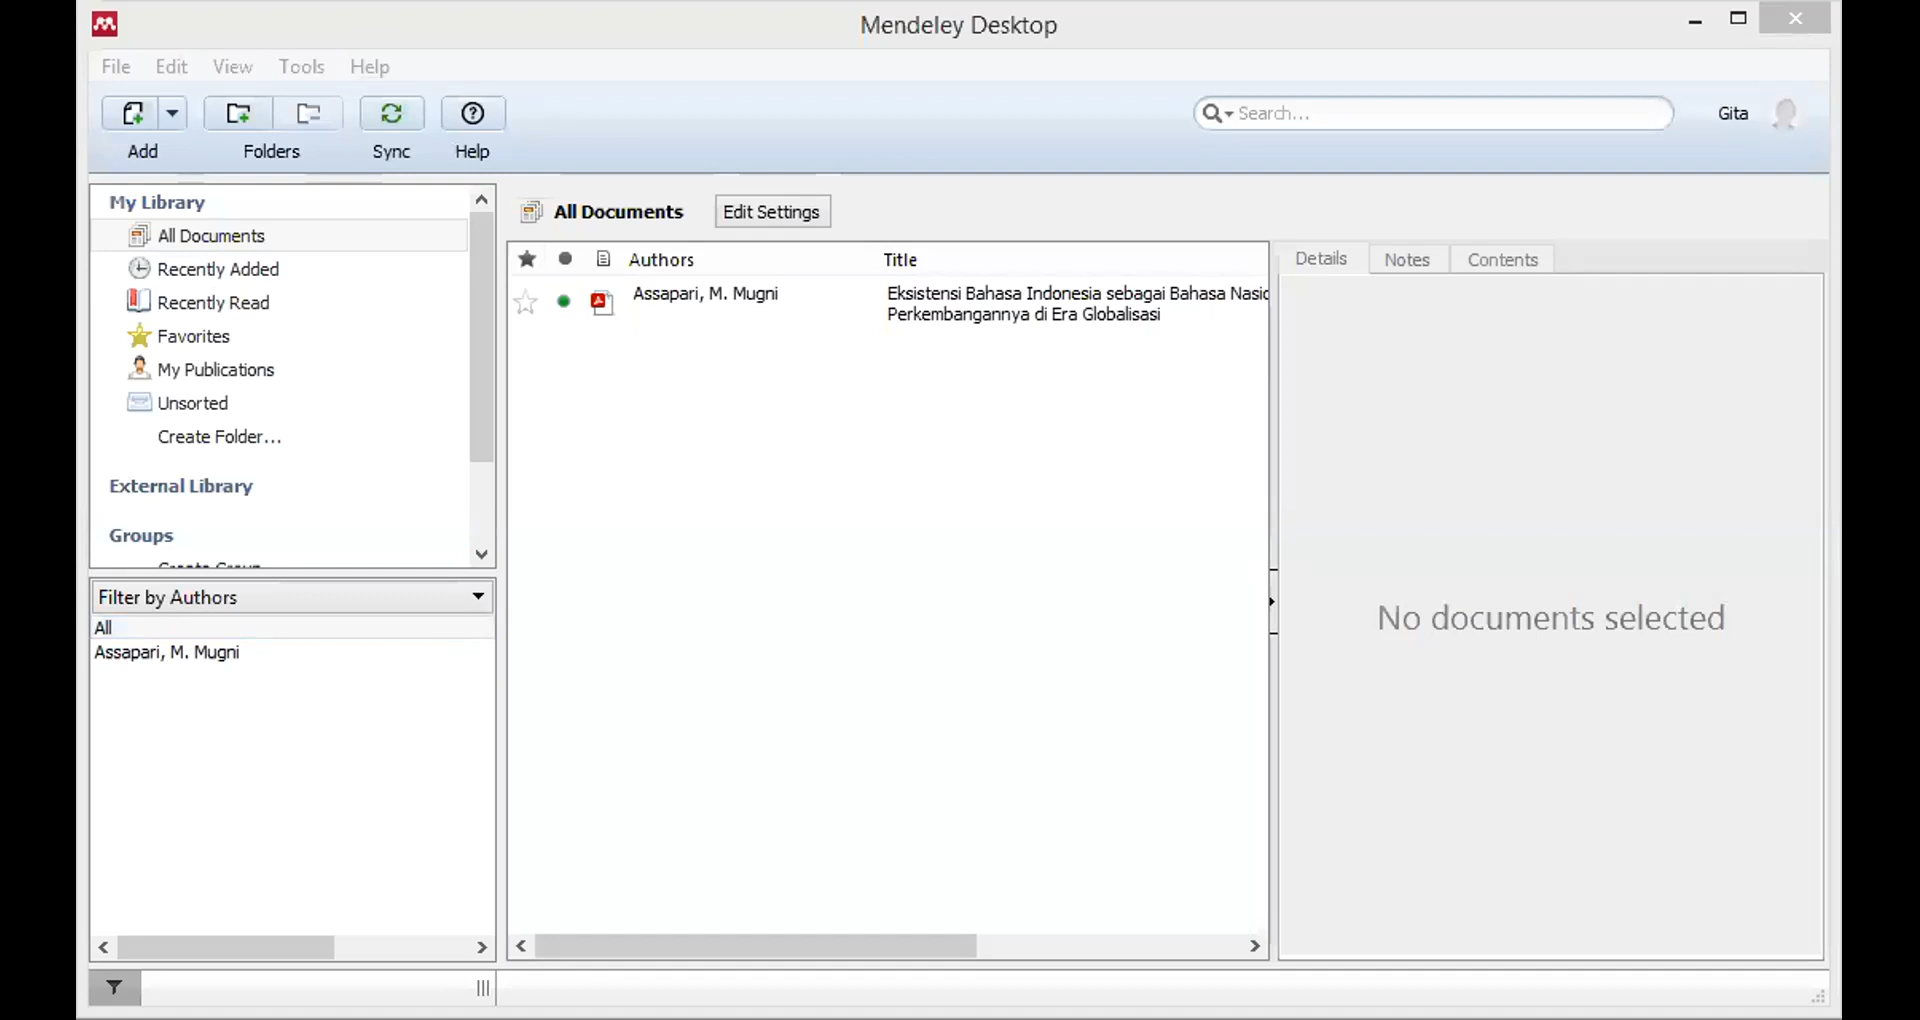 Mendeley Desktop
File Edit View Tools Help
Search...
Gita
Add Folders Sync Help
My Library
All Documents
Recently Added
Recently Read
Favorites
My Publications
Unsorted
Create Folder...
External Library
Groups
Create Group
Filter by Authors
All
Assapari, M. Mugni
All Documents Edit Settings
Authors Title
Assapari, M. Mugni Eksistensi Bahasa Indonesia sebagai Bahasa Nasio
Perkembangannya di Era Globalisasi
Details Notes Contents
No documents selected